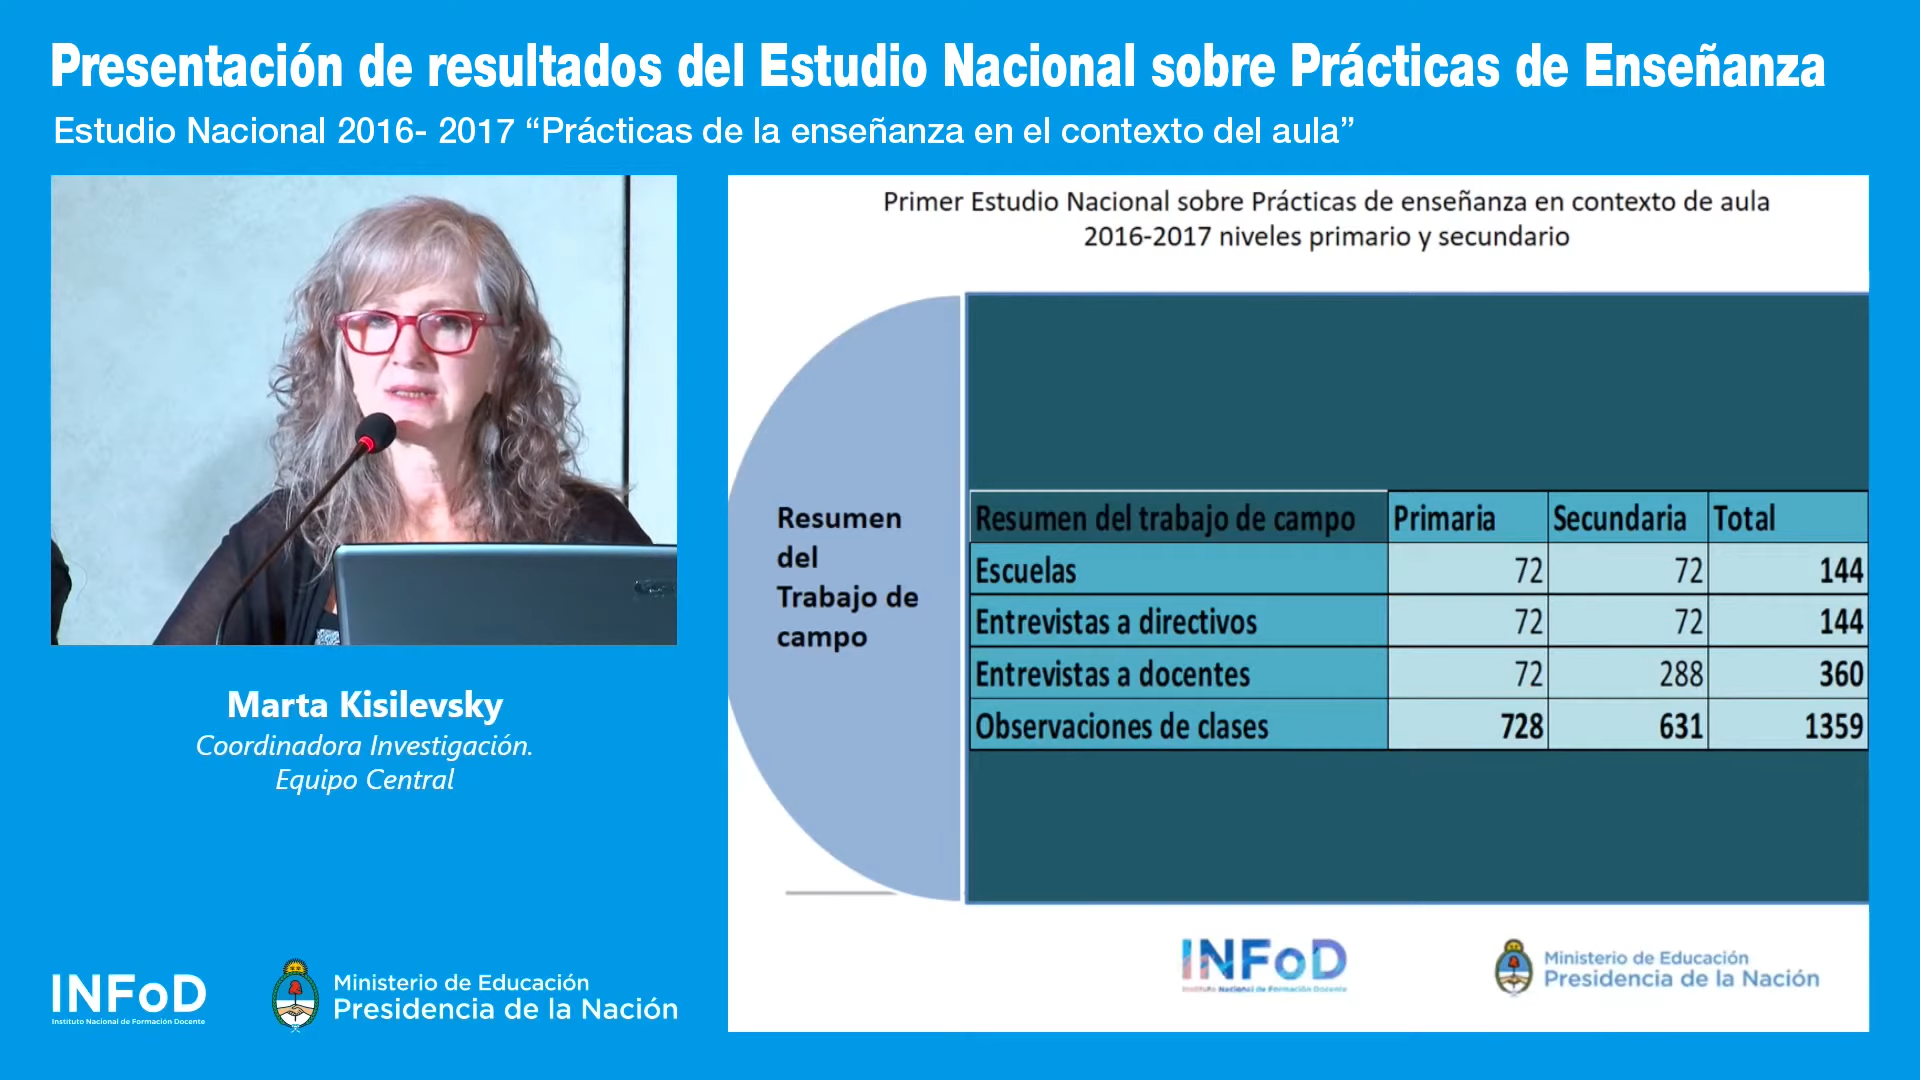 Presentación de resultados del Estudio Nacional sobre Prácticas de Enseñanza
Estudio Nacional 2016- 2017 “Prácticas de la enseñanza en el contexto del aula”
Marta Kisilevsky
Coordinadora Investigación.
Equipo Central
INFoD
Instituto Nacional de Formación Docente
Ministerio de Educación
Presidencia de la Nación
Primer Estudio Nacional sobre Prácticas de enseñanza en contexto de aula
2016-2017 niveles primario y secundario
Resumen
del
Trabajo de
campo
Resumen del trabajo de campo Primaria Secundaria Total
Escuelas 72 72 144
Entrevistas a directivos 72 72 144
Entrevistas a docentes 72 288 360
Observaciones de clases 728 631 1359
INFoD
Instituto Nacional de Formación Docente
Ministerio de Educación
Presidencia de la Nación